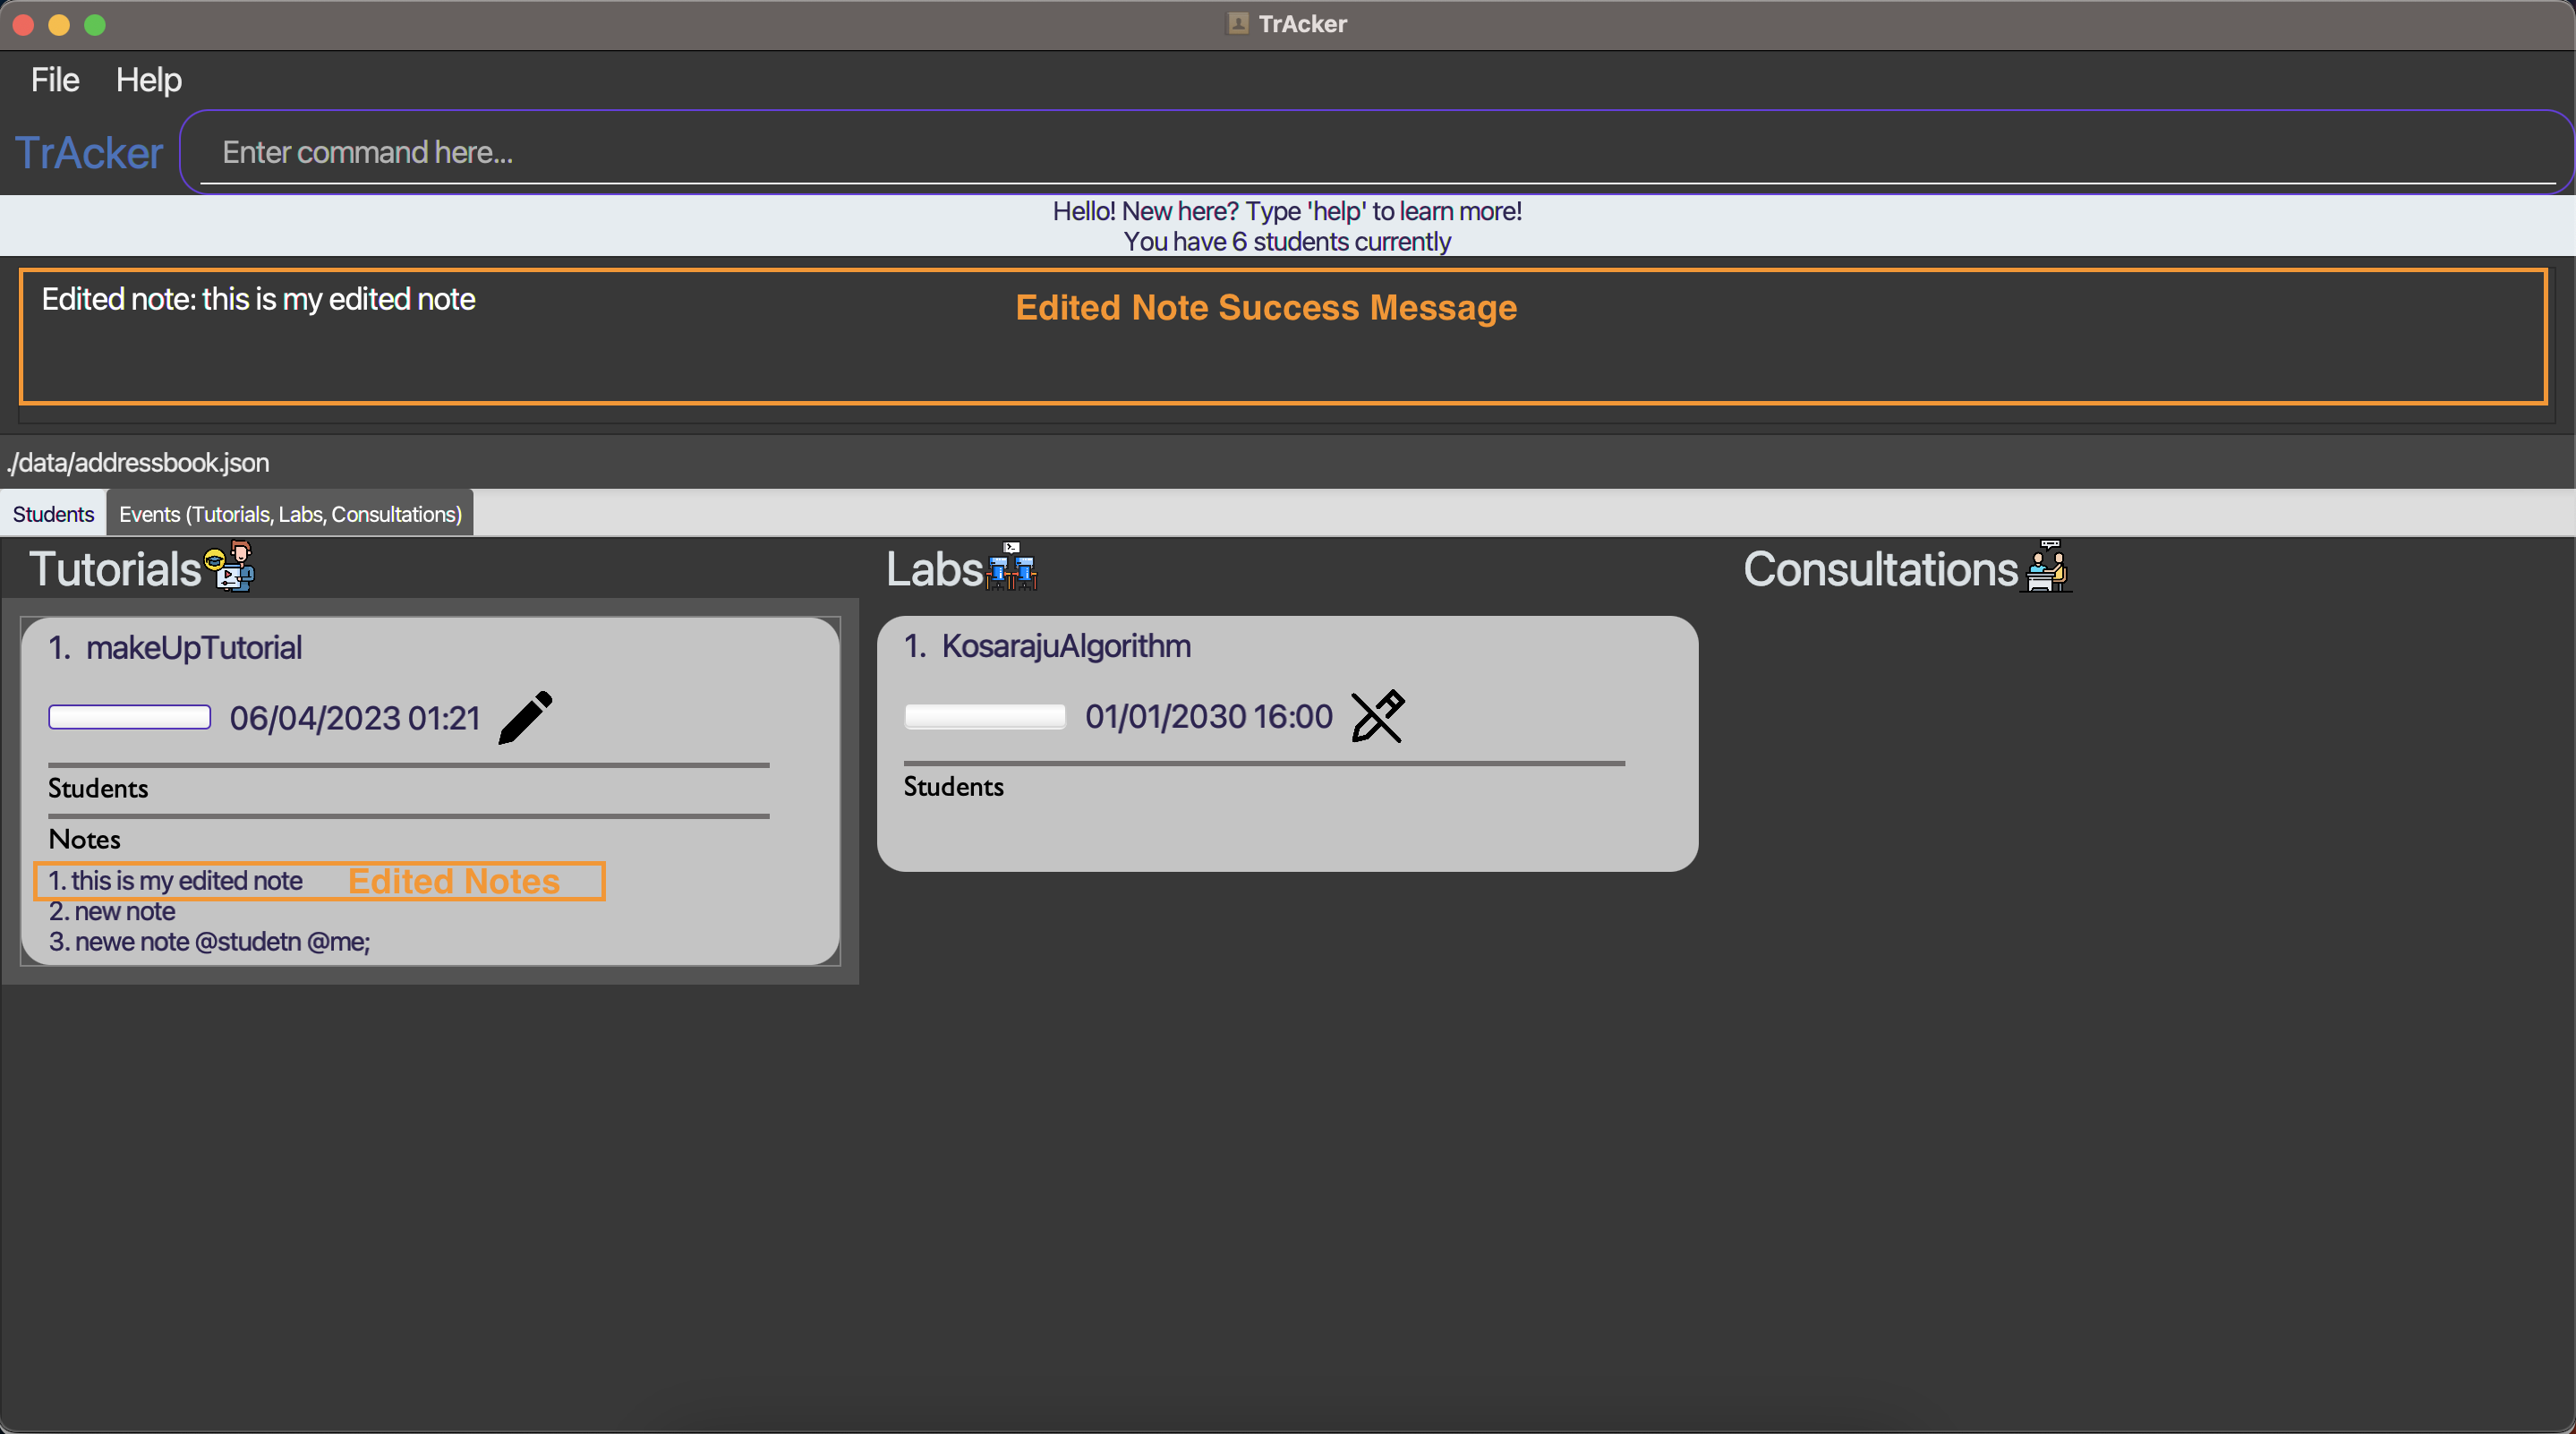 TrAcker
File Help
TrAcker Enter command here...
Hello! New here? Type 'help' to learn more!
You have 6 students currently
Edited note: this is my edited note
Edited Note Success Message
./data/addressbook.json
Students Events (Tutorials, Labs, Consultations)
Tutorials
1. makeUpTutorial
06/04/2023 01:21
Students
Notes
1. this is my edited note Edited Notes
2. new note
3. newe note @studetn @me;
Labs
1. KosarajuAlgorithm
01/01/2030 16:00
Students
Consultations